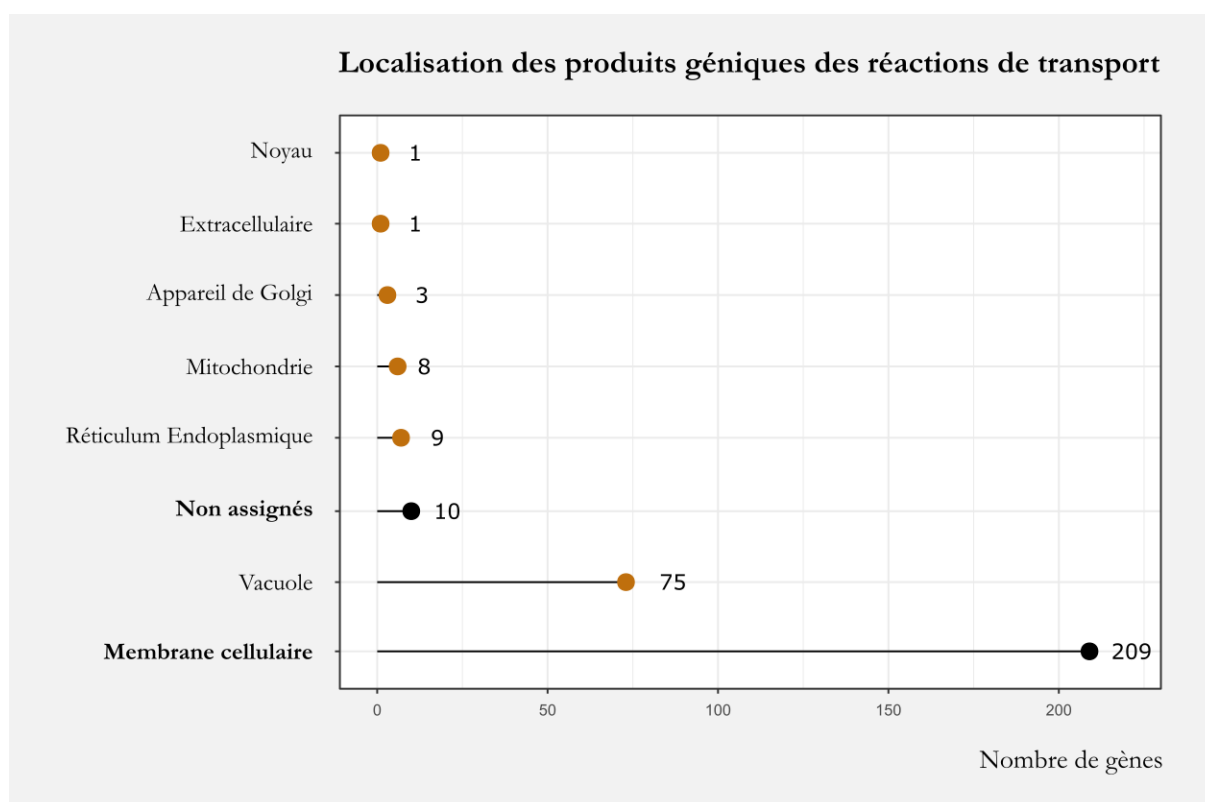 Localisation des produits géniques des réactions de transport
Noyau 1
Extracellulaire 1
Appareil de Golgi 3
Mitochondrie 8
Réticulum Endoplasmique 9
Non assignés 10
Vacuole 75
Membrane cellulaire 209
0 50 100 150 200
Nombre de gènes